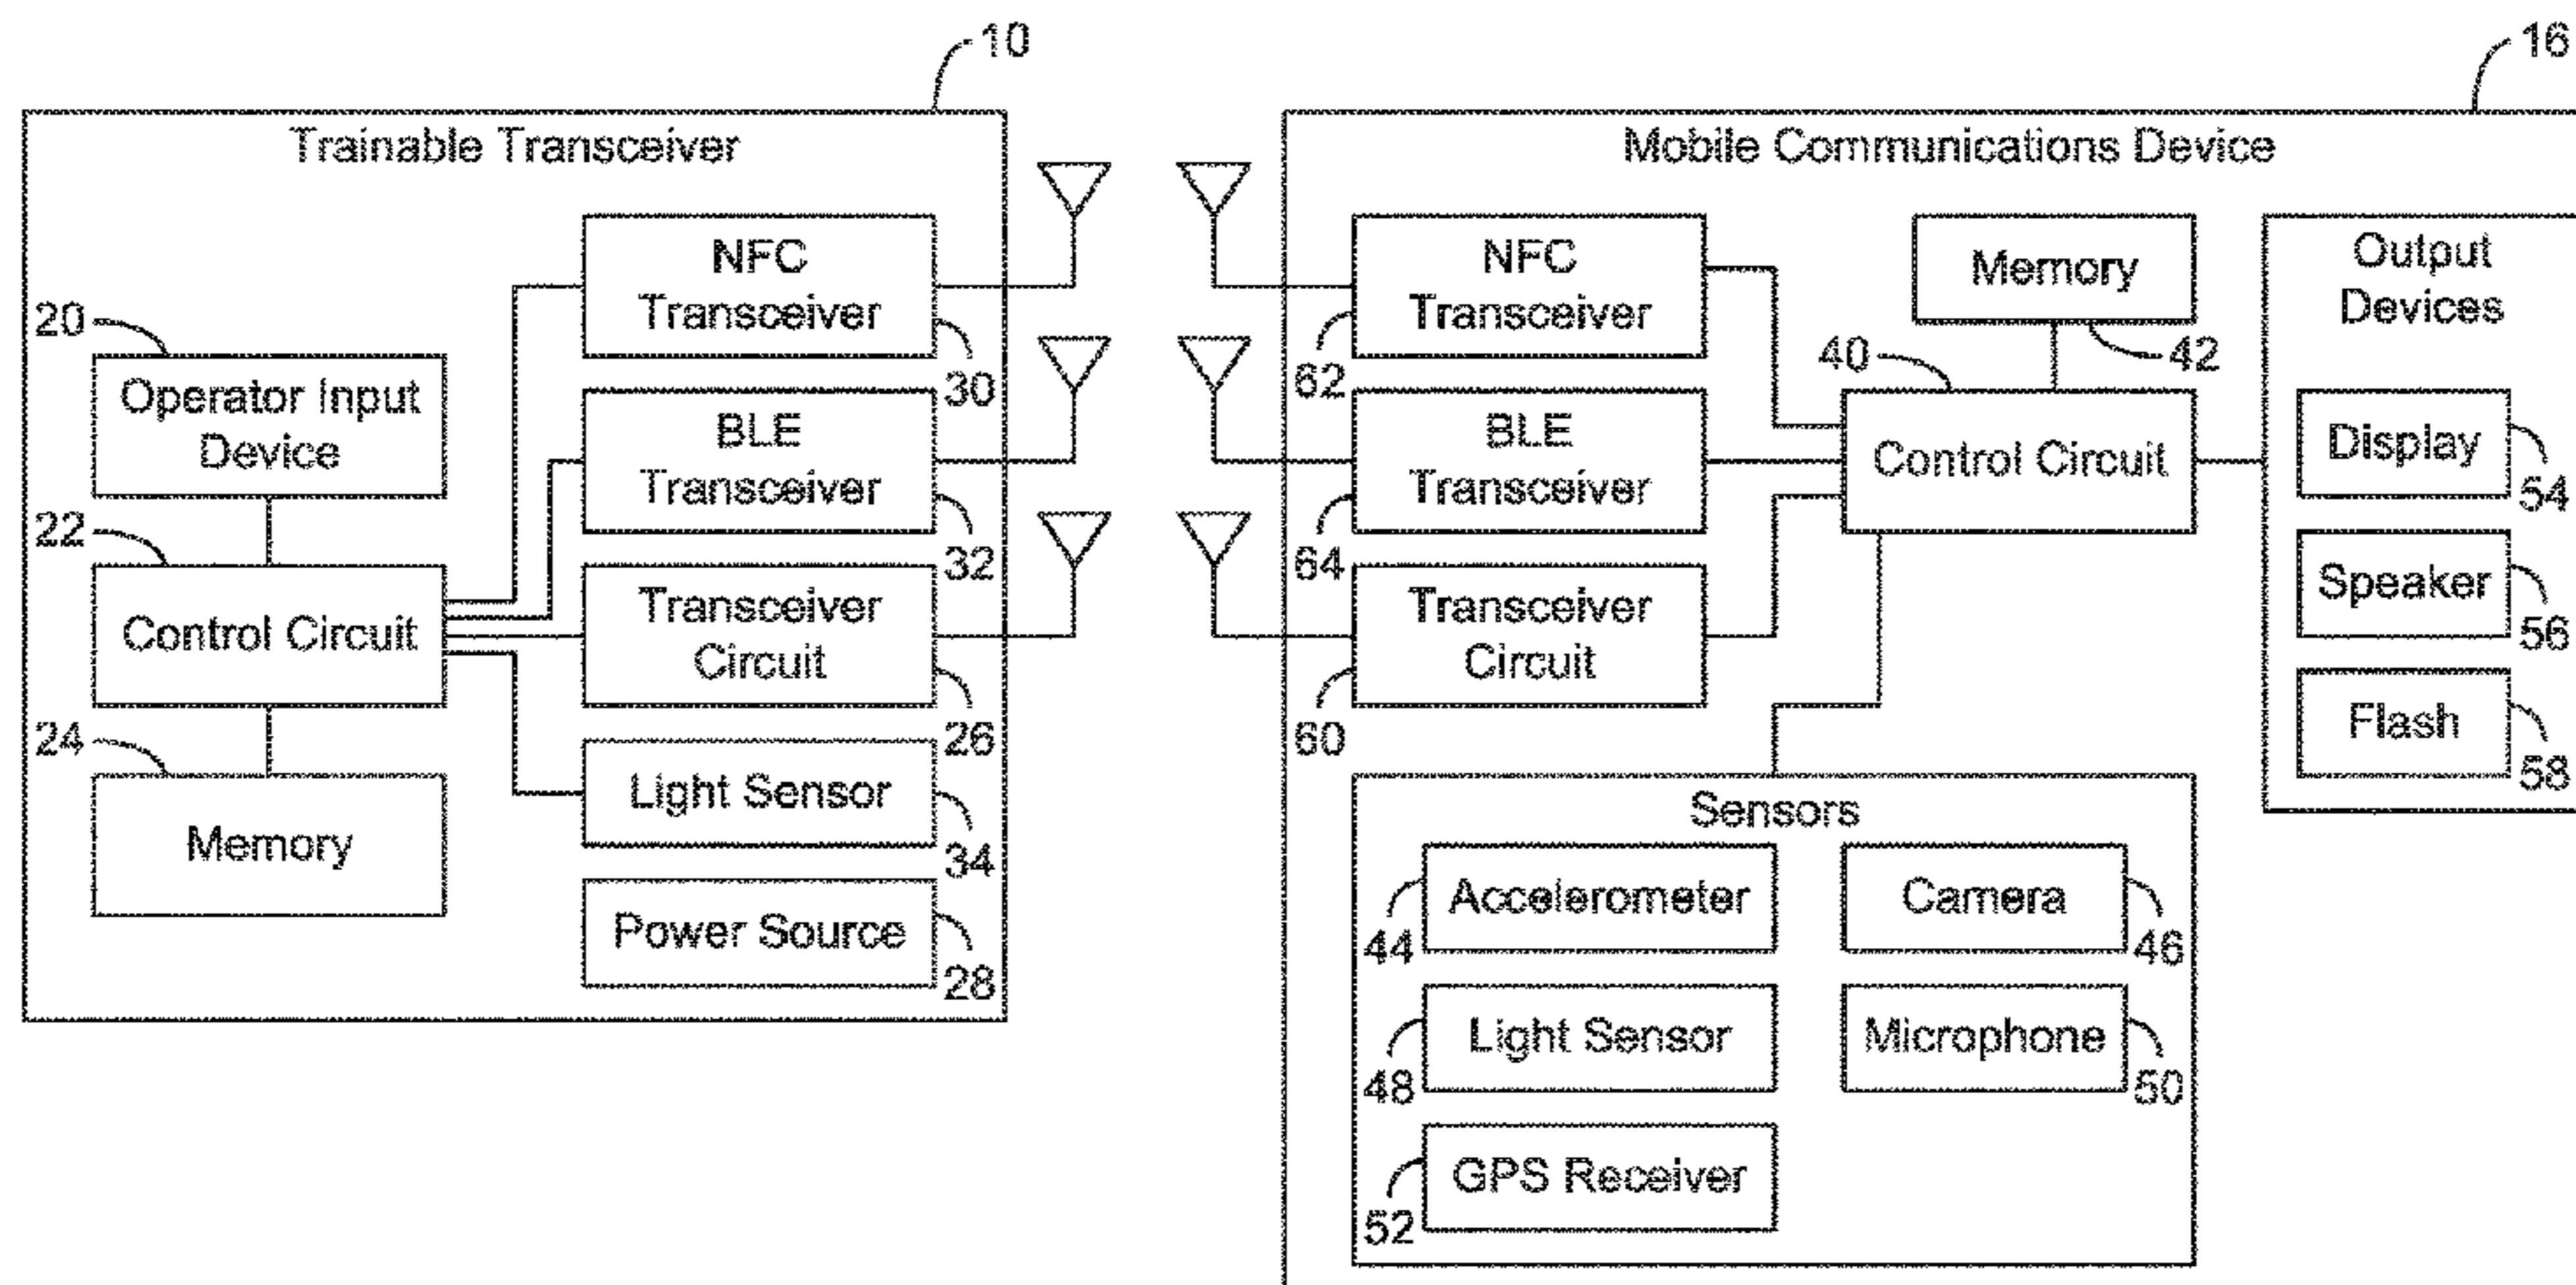 10
Trainable Transceiver
NFC
Transceiver
30
20
Operator Input
Device
BLE
Transceiver
32
22
Control Circuit
Transceiver
Circuit
26
24
Memory
Light Sensor
34
Power Source
28
16
Mobile Communications Device
NFC
Transceiver
62
Memory
42
40
Control Circuit
BLE
Transceiver
64
Transceiver
Circuit
60
Output
Devices
Display
54
Speaker
56
Flash
58
Sensors
Accelerometer
44
Camera
46
Light Sensor
48
Microphone
50
GPS Receiver
52